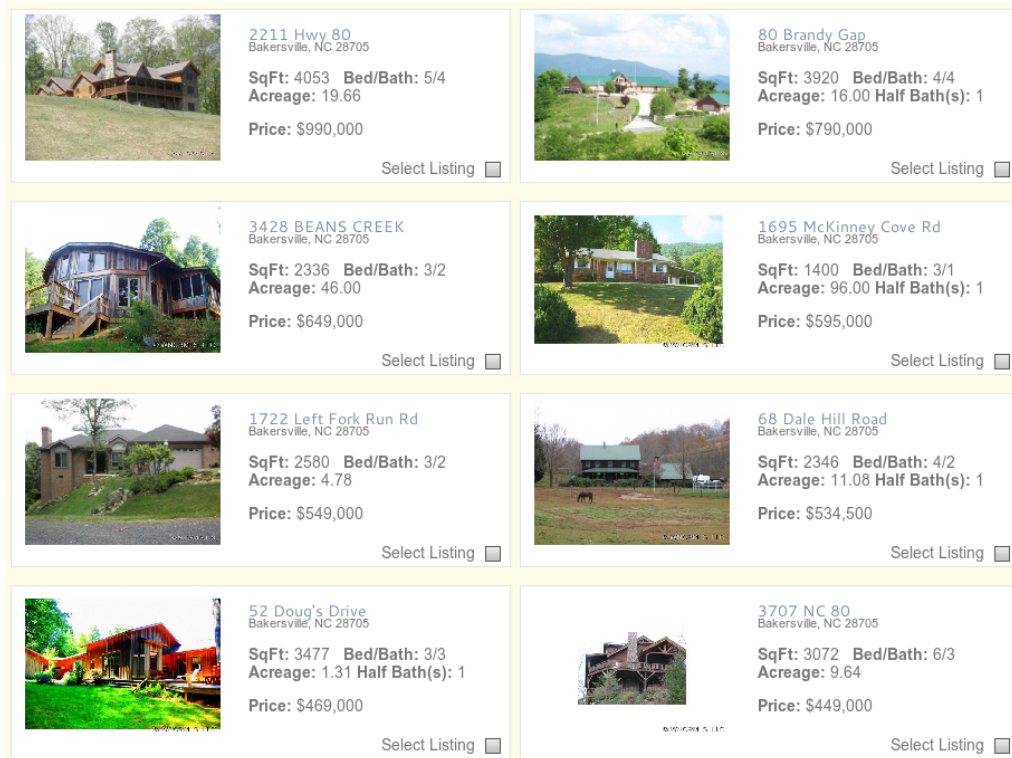 2211 Hwy 80
Bakersville, NC 28705
SqFt: 4053 Bed/Bath: 5/4
Acreage: 19.66
Price: $990,000
Select Listing
80 Brandy Gap
Bakersville, NC 28705
SqFt: 3920 Bed/Bath: 4/4
Acreage: 16.00 Half Bath(s): 1
Price: $790,000
Select Listing
3428 BEANS CREEK
Bakersville, NC 28705
SqFt: 2336 Bed/Bath: 3/2
Acreage: 46.00
Price: $649,000
Select Listing
1695 McKinney Cove Rd
Bakersville, NC 28705
SqFt: 1400 Bed/Bath: 3/1
Acreage: 96.00 Half Bath(s): 1
Price: $595,000
Select Listing
1722 Left Fork Run Rd
Bakersville, NC 28705
SqFt: 2580 Bed/Bath: 3/2
Acreage: 4.78
Price: $549,000
Select Listing
68 Dale Hill Road
Bakersville, NC 28705
SqFt: 2346 Bed/Bath: 4/2
Acreage: 11.08 Half Bath(s): 1
Price: $534,500
Select Listing
52 Doug's Drive
Bakersville, NC 28705
SqFt: 3477 Bed/Bath: 3/3
Acreage: 1.31 Half Bath(s): 1
Price: $469,000
Select Listing
3707 NC 80
Bakersville, NC 28705
SqFt: 3072 Bed/Bath: 6/3
Acreage: 9.64
Price: $449,000
Select Listing